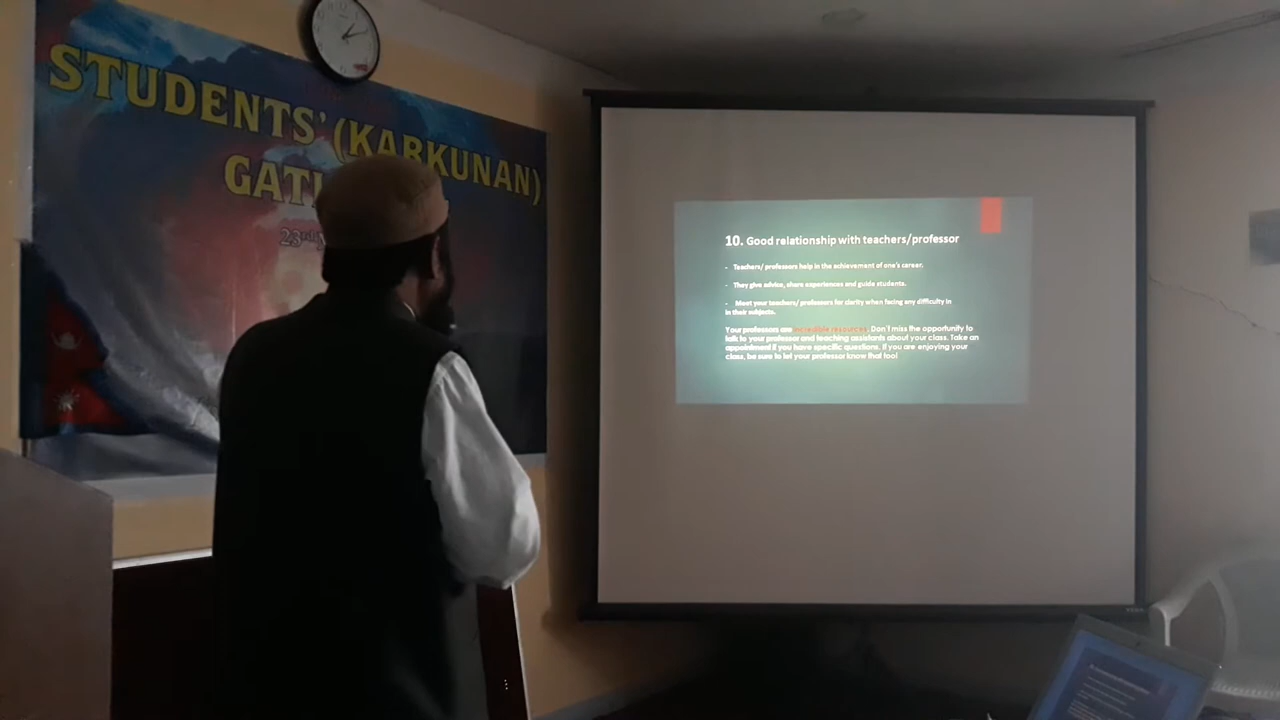 STUDENTS' (KARKUNAN)
23rd
10. Good relationship with teachers/professor
- Teachers/ professors help in the achievement of one's career.
- They give advice, share experiences and guide students.
- Meet your teachers/ professors for clarity when facing any difficulty in
in their subjects.
Your professors are incredible resources. Don't miss the opportunity to
talk to your professor and teaching assistants about your class. Take an
appointment if you have specific questions. If you are enjoying your
class, be sure to let your professor know that too!